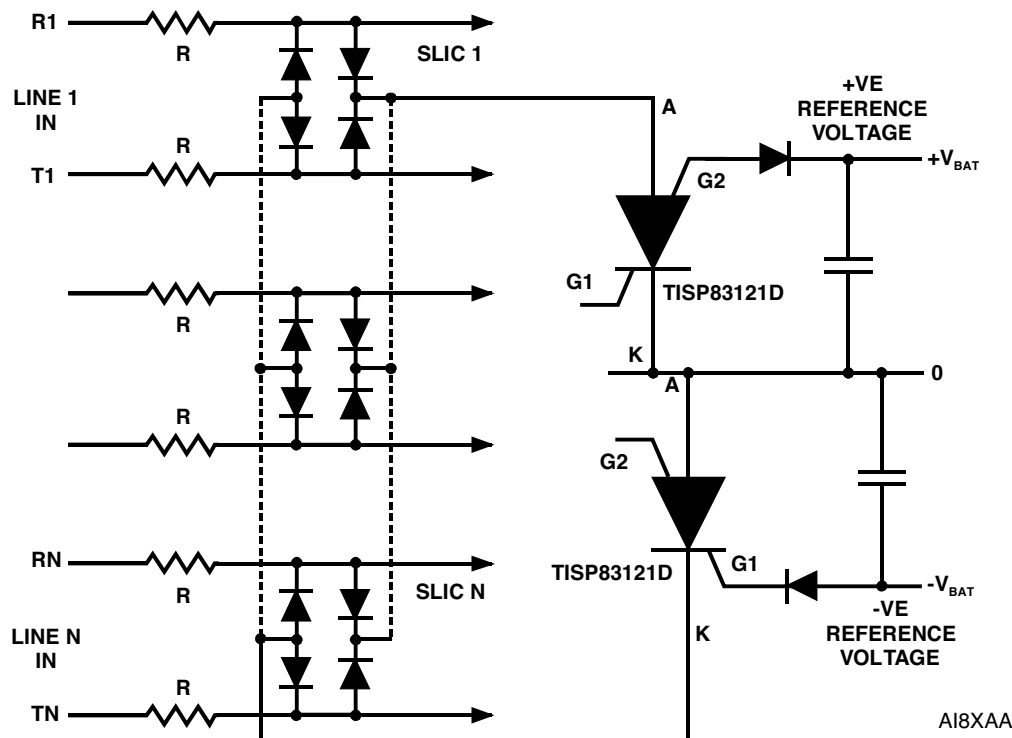 R1
R
SLIC 1
LINE 1
IN
R
T1
A
+VE
REFERENCE
VOLTAGE
+VBAT
G2
G1
TISP83121D
R
K
A
0
R
G2
RN
R
SLIC N
TISP83121D
G1
-VBAT
-VE
REFERENCE
VOLTAGE
LINE N
IN
K
R
TN
AI8XAA